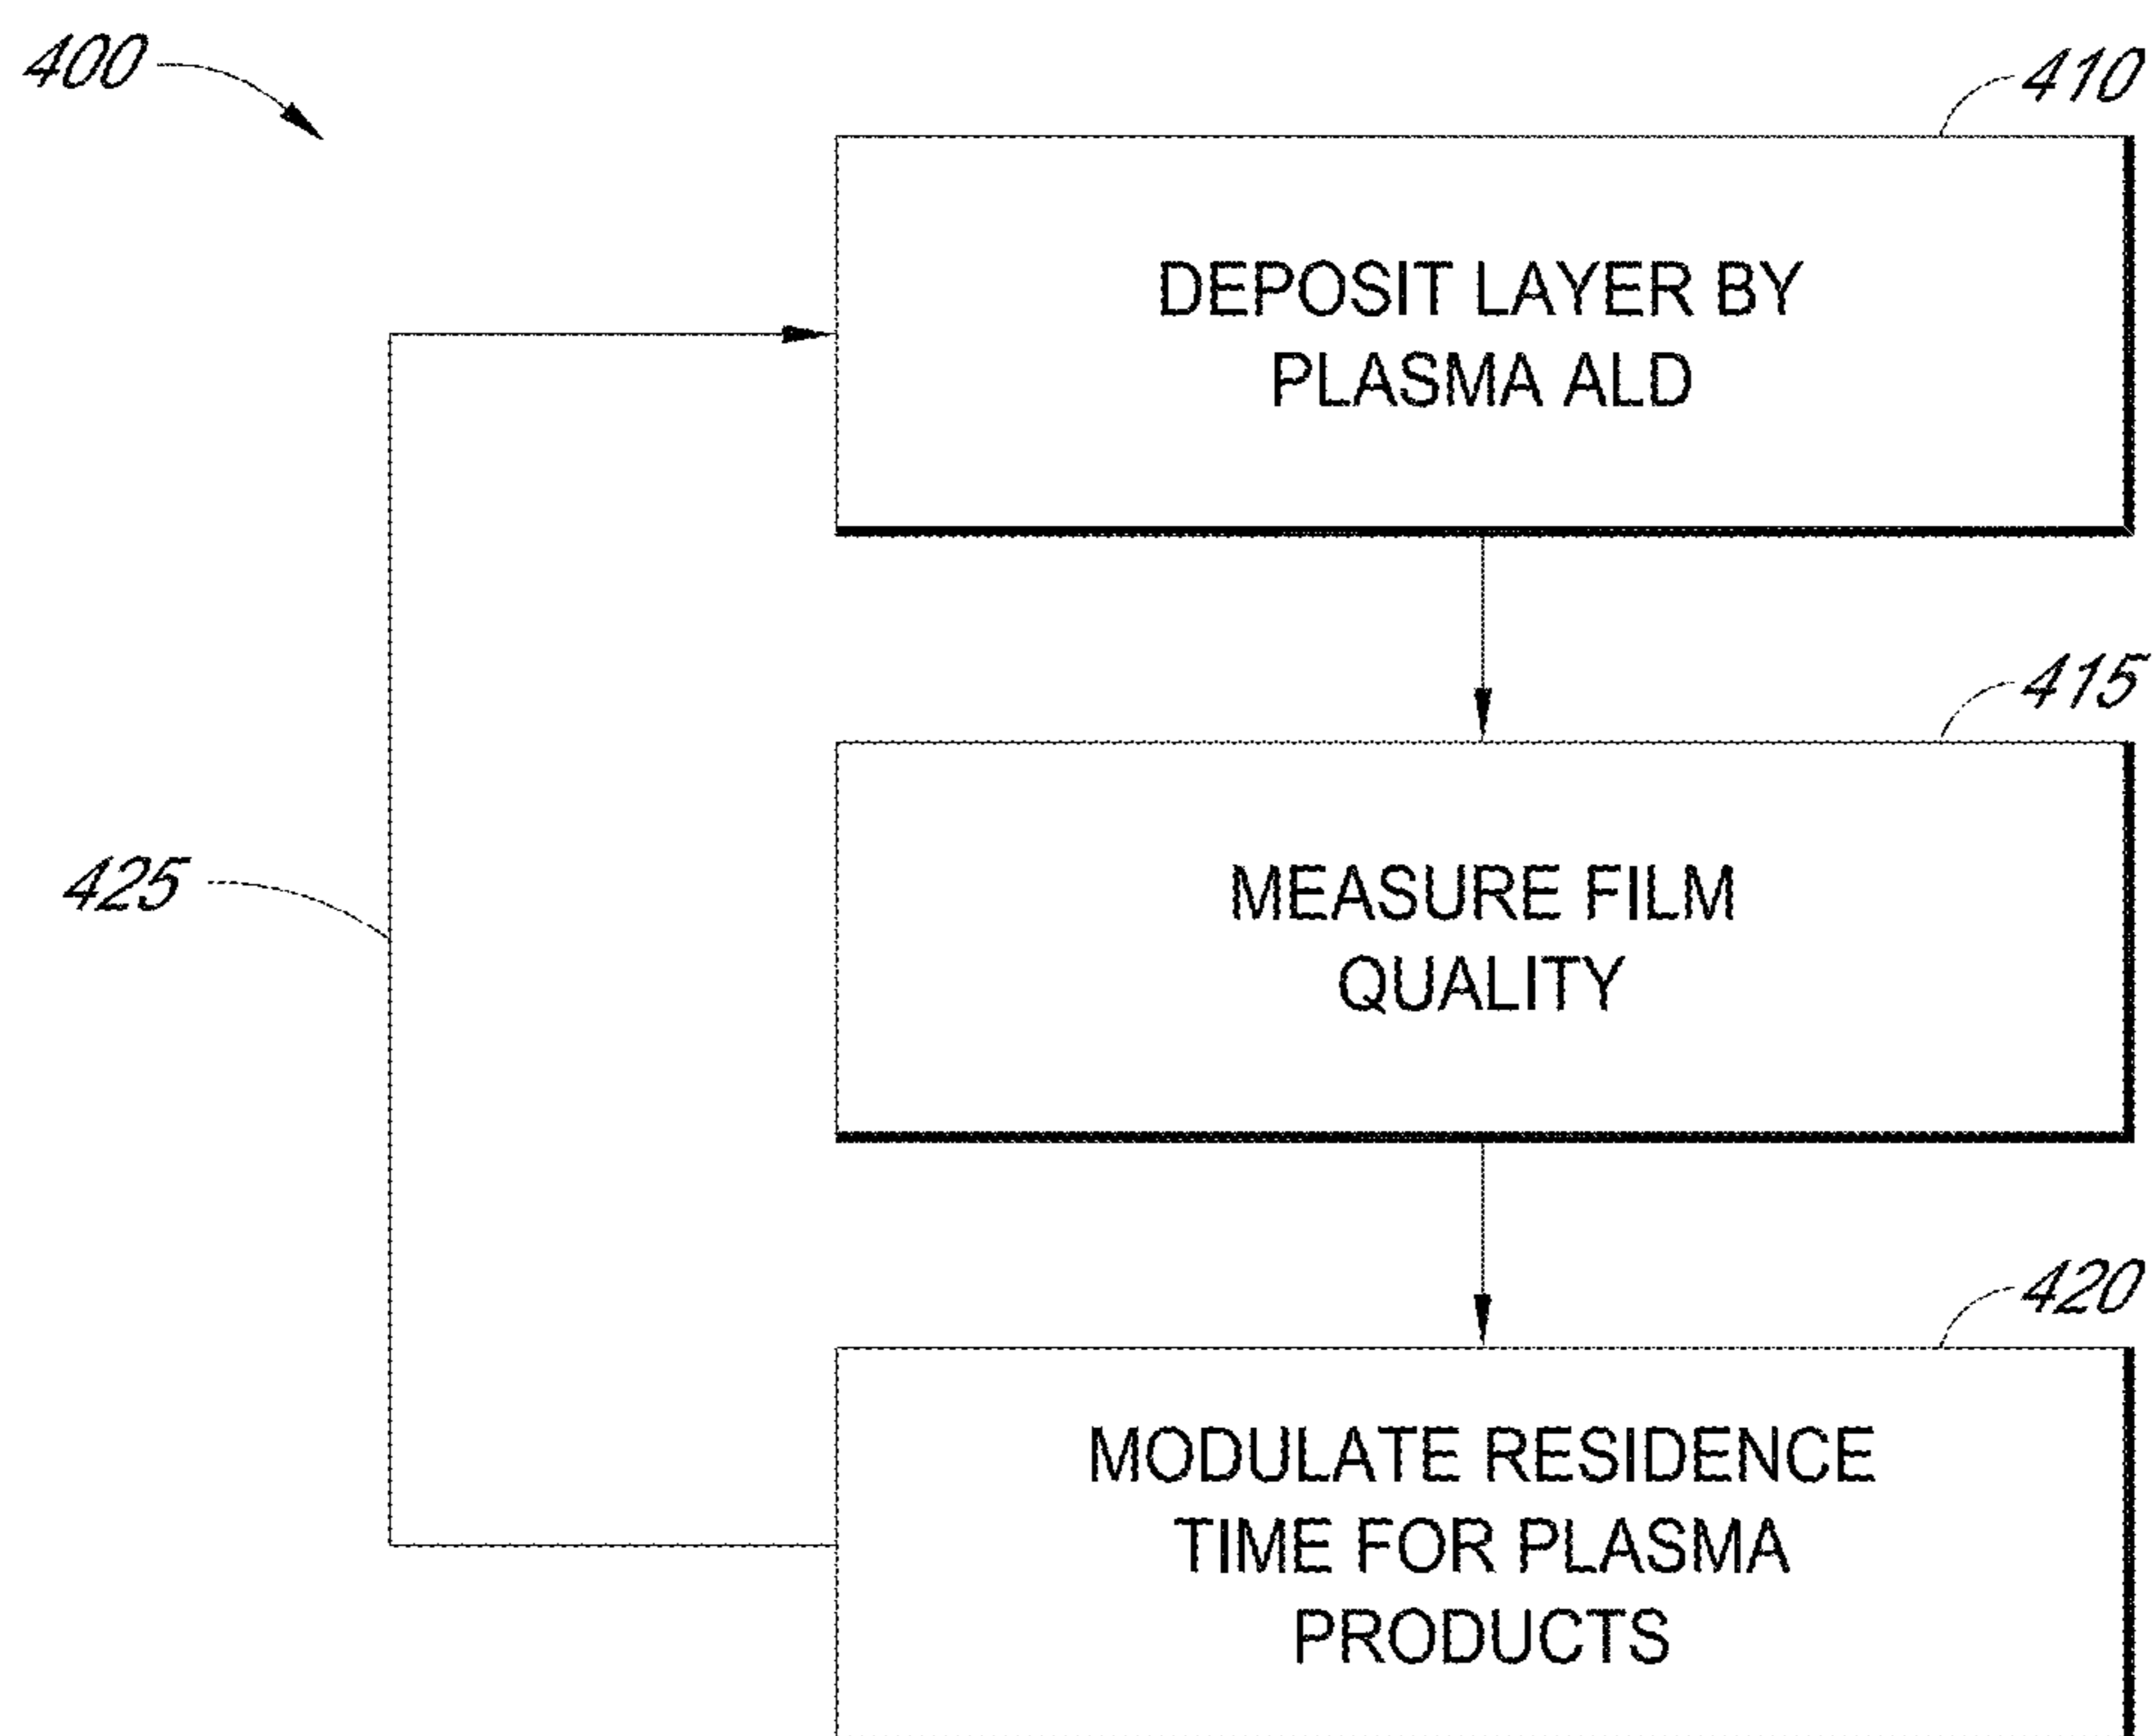 400
410
DEPOSIT LAYER BY
PLASMA ALD
415
MEASURE FILM
QUALITY
425
420
MODULATE RESIDENCE
TIME FOR PLASMA
PRODUCTS